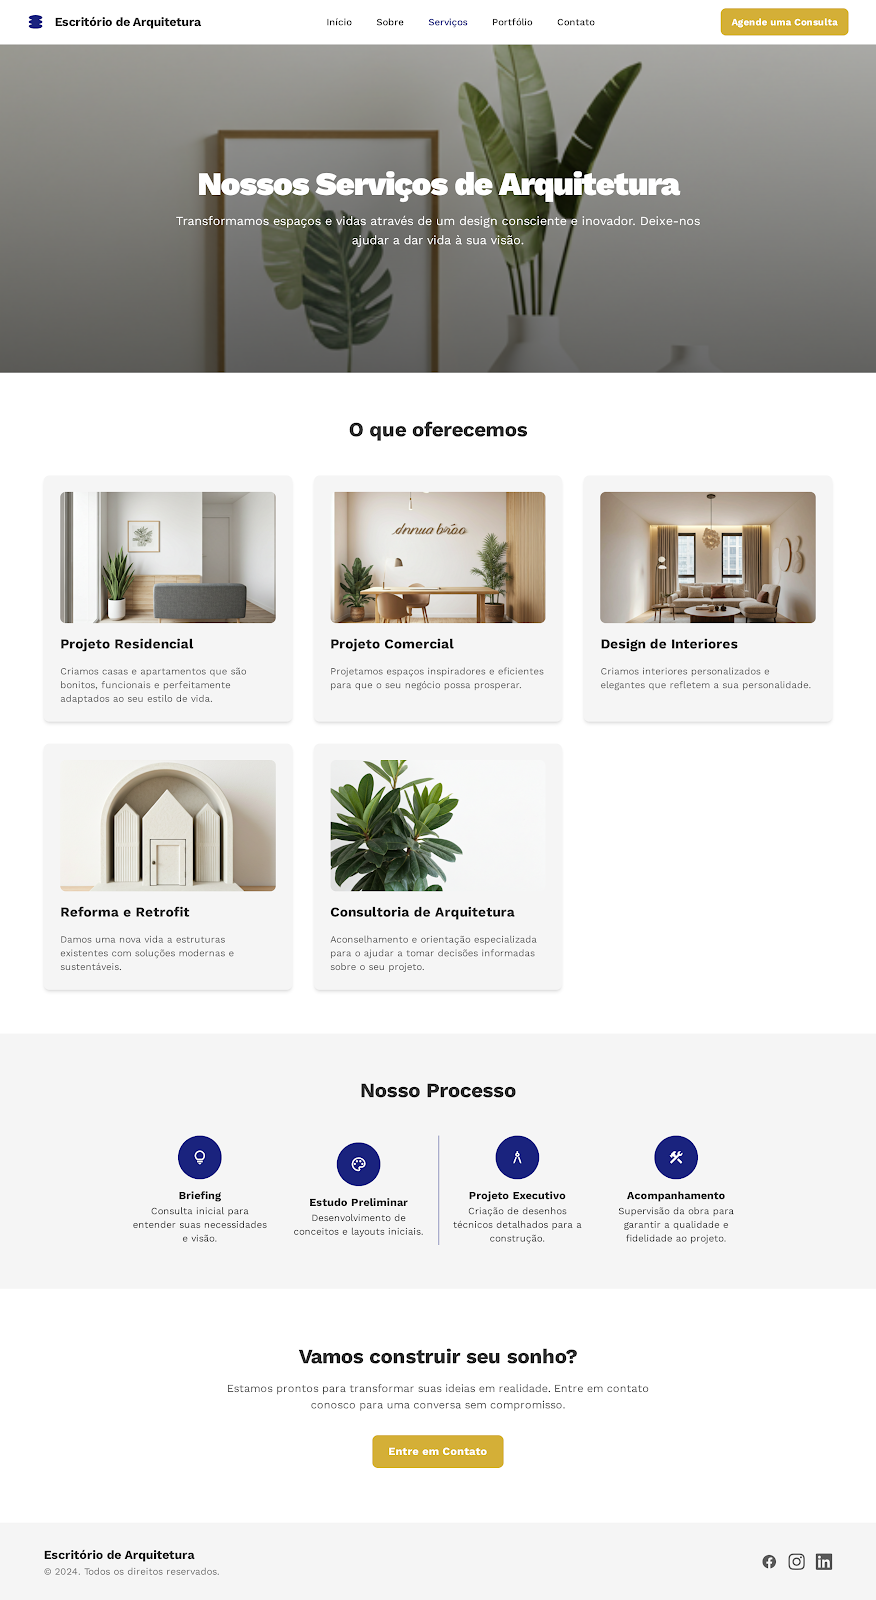 Escritório de Arquitetura
Início
Sobre
Serviços
Portfólio
Contato
Agende uma Consulta
Nossos Serviços de Arquitetura
Transformamos espaços e vidas através de um design consciente e inovador. Deixe-nos
ajudar a dar vida à sua visão.
O que oferecemos
Projeto Residencial
Criamos casas e apartamentos que são
bonitos, funcionais e perfeitamente
adaptados ao seu estilo de vida.
Projeto Comercial
Projetamos espaços inspiradores e eficientes
para que o seu negócio possa prosperar.
Design de Interiores
Criamos interiores personalizados e
elegantes que refletem a sua personalidade.
Reforma e Retrofit
Damos uma nova vida a estruturas
existentes com soluções modernas e
sustentáveis.
Consultoria de Arquitetura
Aconselhamento e orientação especializada
para o ajudar a tomar decisões informadas
sobre o seu projeto.
Nosso Processo
Briefing
Consulta inicial para
entender suas necessidades
e visão.
Estudo Preliminar
Desenvolvimento de
conceitos e layouts iniciais.
Projeto Executivo
Criação de desenhos
técnicos detalhados para a
construção.
Acompanhamento
Supervisão da obra para
garantir a qualidade e
fidelidade ao projeto.
Vamos construir seu sonho?
Estamos prontos para transformar suas ideias em realidade. Entre em contato
conosco para uma conversa sem compromisso.
Entre em Contato
Escritório de Arquitetura
© 2024. Todos os direitos reservados.